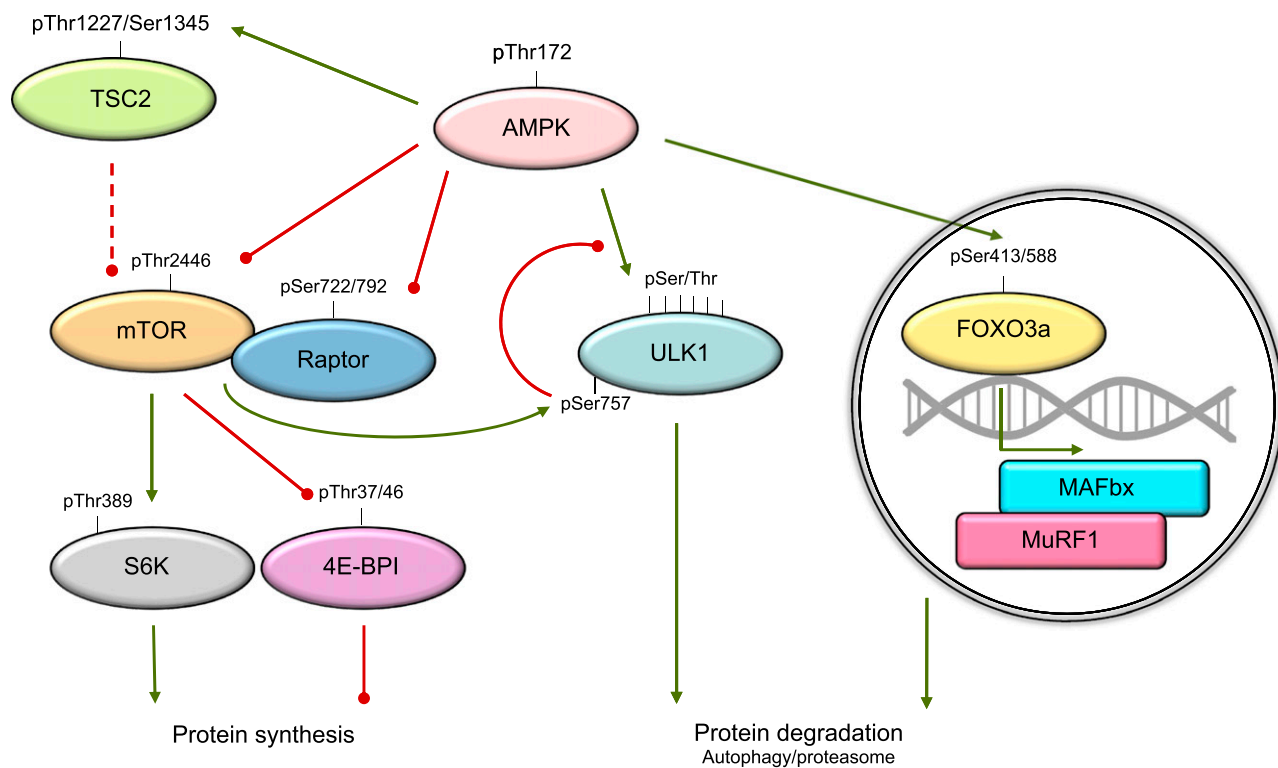 pThr1227/Ser1345
TSC2
pThr172
AMPK
pThr2446
mTOR
pSer722/792
Raptor
pSer/Thr
ULK1
pSer757
pSer413/588
FOXO3a
MAFbx
MuRF1
pThr389
S6K
pThr37/46
4E-BPI
Protein synthesis
Protein degradation
Autophagy/proteasome